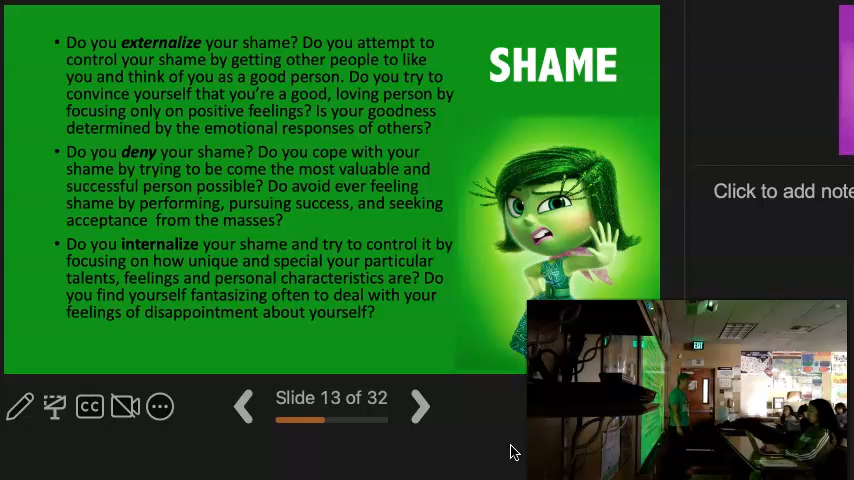 • Do you externalize your shame? Do you attempt to
control your shame by getting other people to like
you and think of you as a good person. Do you try to
convince yourself that you're a good, loving person by
focusing only on positive feelings? Is your goodness
determined by the emotional responses of others?
• Do you deny your shame? Do you cope with your
shame by trying to be come the most valuable and
successful person possible? Do avoid ever feeling
shame by performing, pursuing success, and seeking
acceptance from the masses?
• Do you internalize your shame and try to control it by
focusing on how unique and special your particular
talents, feelings and personal characteristics are? Do
you find yourself fantasizing often to deal with your
feelings of disappointment about yourself?
SHAME
Click to add note
CC
Slide 13 of 32
EXIT